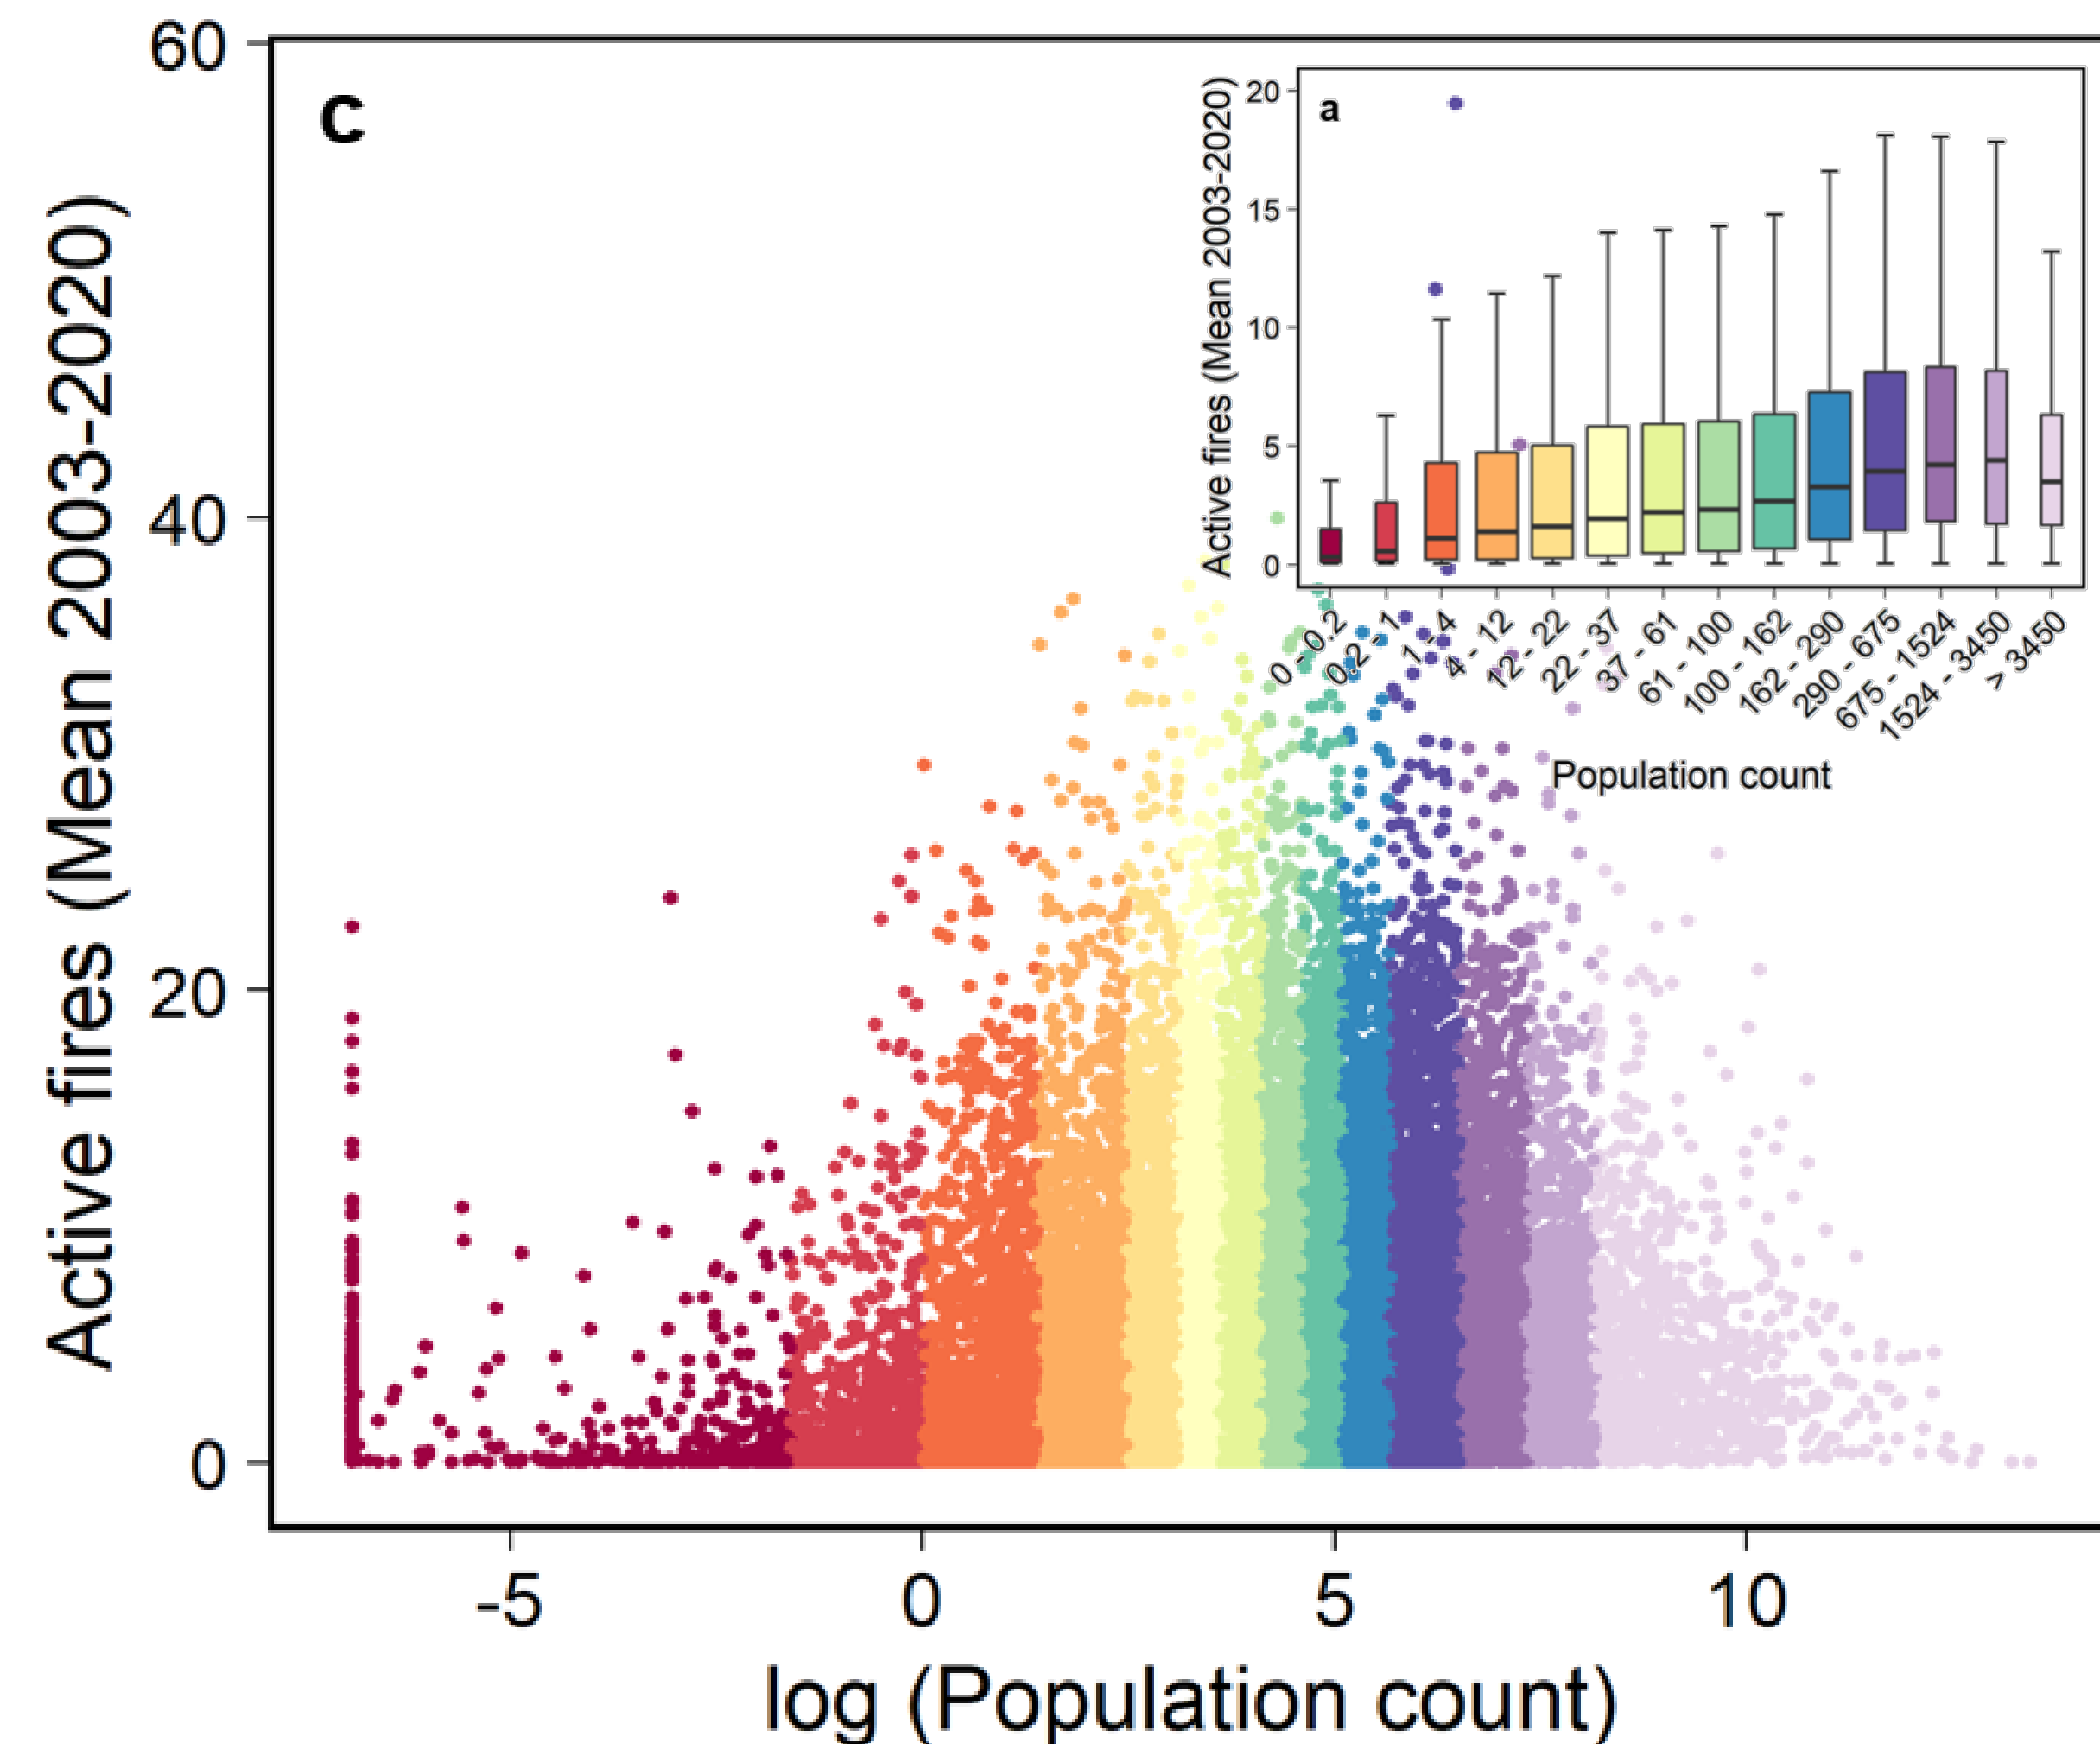 60
40
20
0
Active fires (Mean 2003-2020)
c
a
20
15
10
5
0
Active fires (Mean 2003-2020)
0 - 0.2
0.2 - 1
1 - 4
4 - 12
12 - 22
22 - 37
37 - 61
61 - 100
100 - 162
162 - 290
290 - 675
675 - 1524
1524 - 3450
> 3450
Population count
-5
0
5
10
log (Population count)